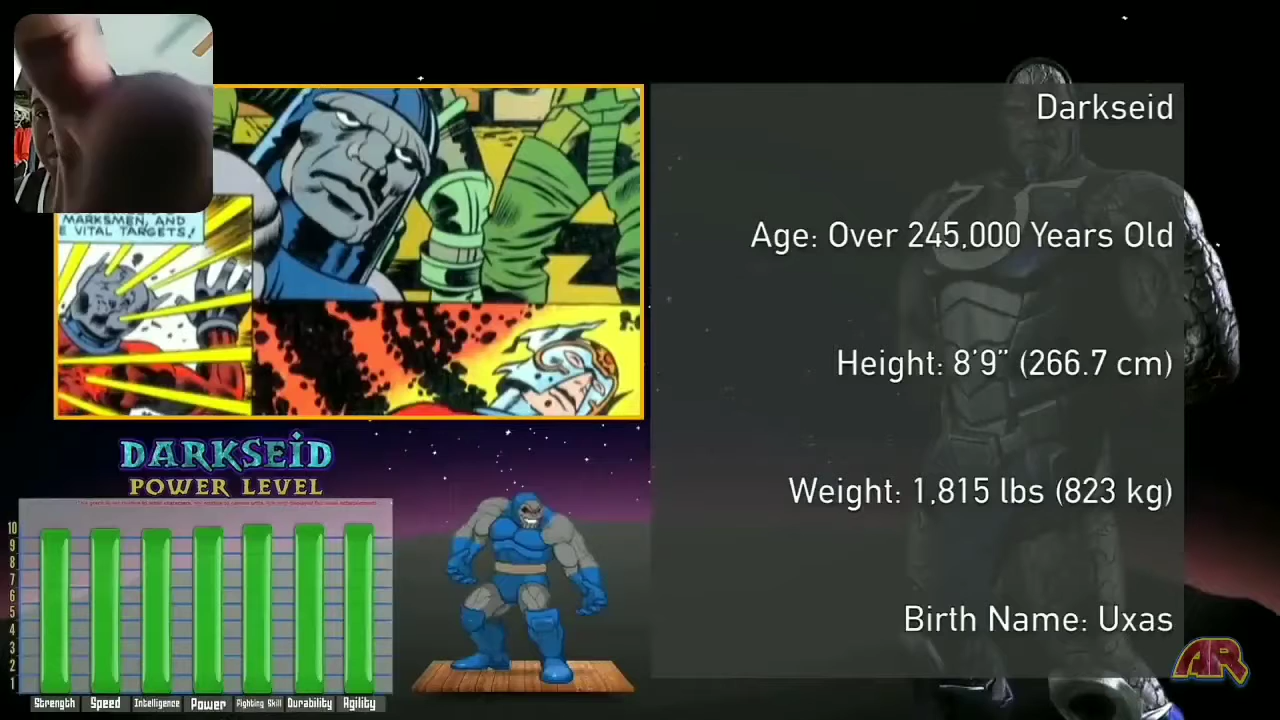 MARKSMEN, AND
E VITAL TARGETS!
Darkseid
Age: Over 245,000 Years Old
Height: 8'9” (266.7 cm)
Weight: 1,815 lbs (823 kg)
Birth Name: Uxas
DARKSEiD
POWER LEVEL
10
9
8
7
6
5
4
3
2
1
Strength Speed Intelligence Power Fighting Skill Durability Agility
AR